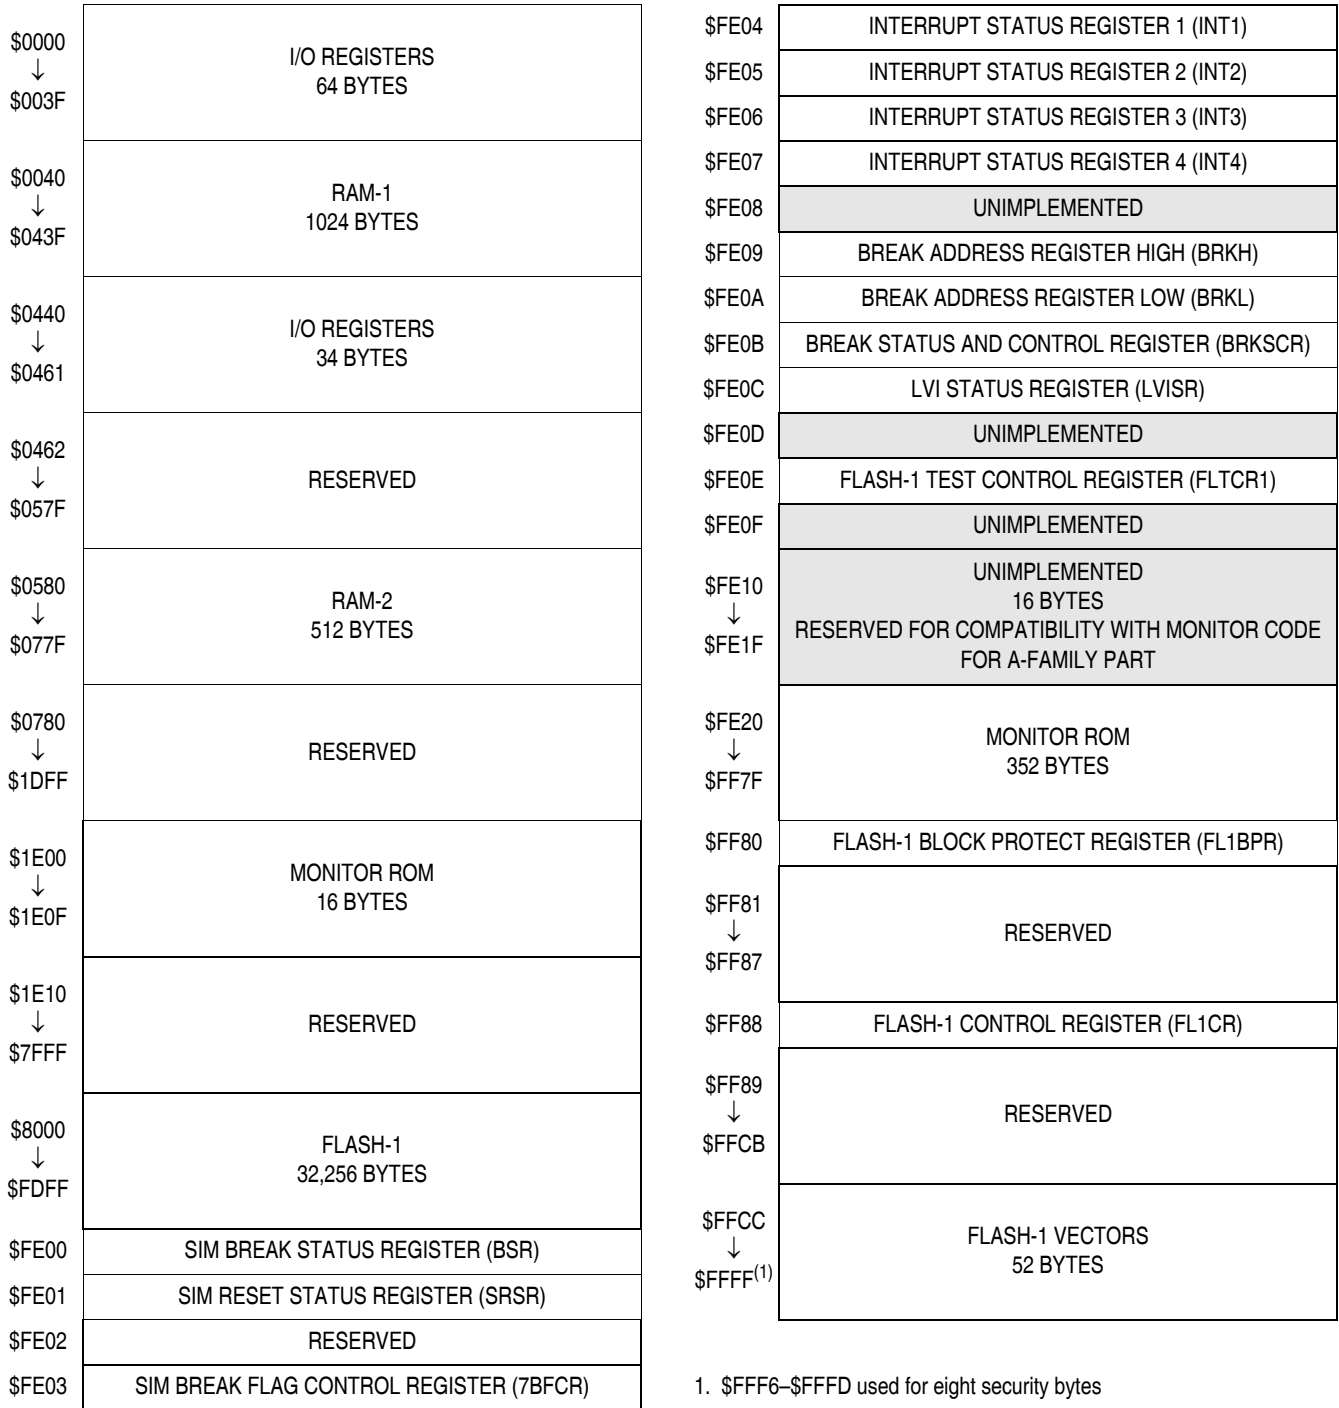 $0000
↓
$003F
I/O REGISTERS
64 BYTES
$0040
↓
$043F
RAM-1
1024 BYTES
$0440
↓
$0461
I/O REGISTERS
34 BYTES
$0462
↓
$057F
RESERVED
$0580
↓
$077F
RAM-2
512 BYTES
$0780
↓
$1DFF
RESERVED
$1E00
↓
$1E0F
MONITOR ROM
16 BYTES
$1E10
↓
$7FFF
RESERVED
$8000
↓
$FDFF
FLASH-1
32,256 BYTES
$FE00 SIM BREAK STATUS REGISTER (BSR)
$FE01 SIM RESET STATUS REGISTER (SRSR)
$FE02 RESERVED
$FE03 SIM BREAK FLAG CONTROL REGISTER (7BFCR)
$FE04 INTERRUPT STATUS REGISTER 1 (INT1)
$FE05 INTERRUPT STATUS REGISTER 2 (INT2)
$FE06 INTERRUPT STATUS REGISTER 3 (INT3)
$FE07 INTERRUPT STATUS REGISTER 4 (INT4)
$FE08 UNIMPLEMENTED
$FE09 BREAK ADDRESS REGISTER HIGH (BRKH)
$FE0A BREAK ADDRESS REGISTER LOW (BRKL)
$FE0B BREAK STATUS AND CONTROL REGISTER (BRKSCR)
$FE0C LVI STATUS REGISTER (LVISR)
$FE0D UNIMPLEMENTED
$FE0E FLASH-1 TEST CONTROL REGISTER (FLTCR1)
$FE0F UNIMPLEMENTED
$FE10
↓
$FE1F
UNIMPLEMENTED
16 BYTES
RESERVED FOR COMPATIBILITY WITH MONITOR CODE
FOR A-FAMILY PART
$FE20
↓
$FF7F
MONITOR ROM
352 BYTES
$FF80 FLASH-1 BLOCK PROTECT REGISTER (FL1BPR)
$FF81
↓
$FF87
RESERVED
$FF88 FLASH-1 CONTROL REGISTER (FL1CR)
$FF89
↓
$FFCB
RESERVED
$FFCC
↓
$FFFF(1)
FLASH-1 VECTORS
52 BYTES
1. $FFF6–$FFFD used for eight security bytes